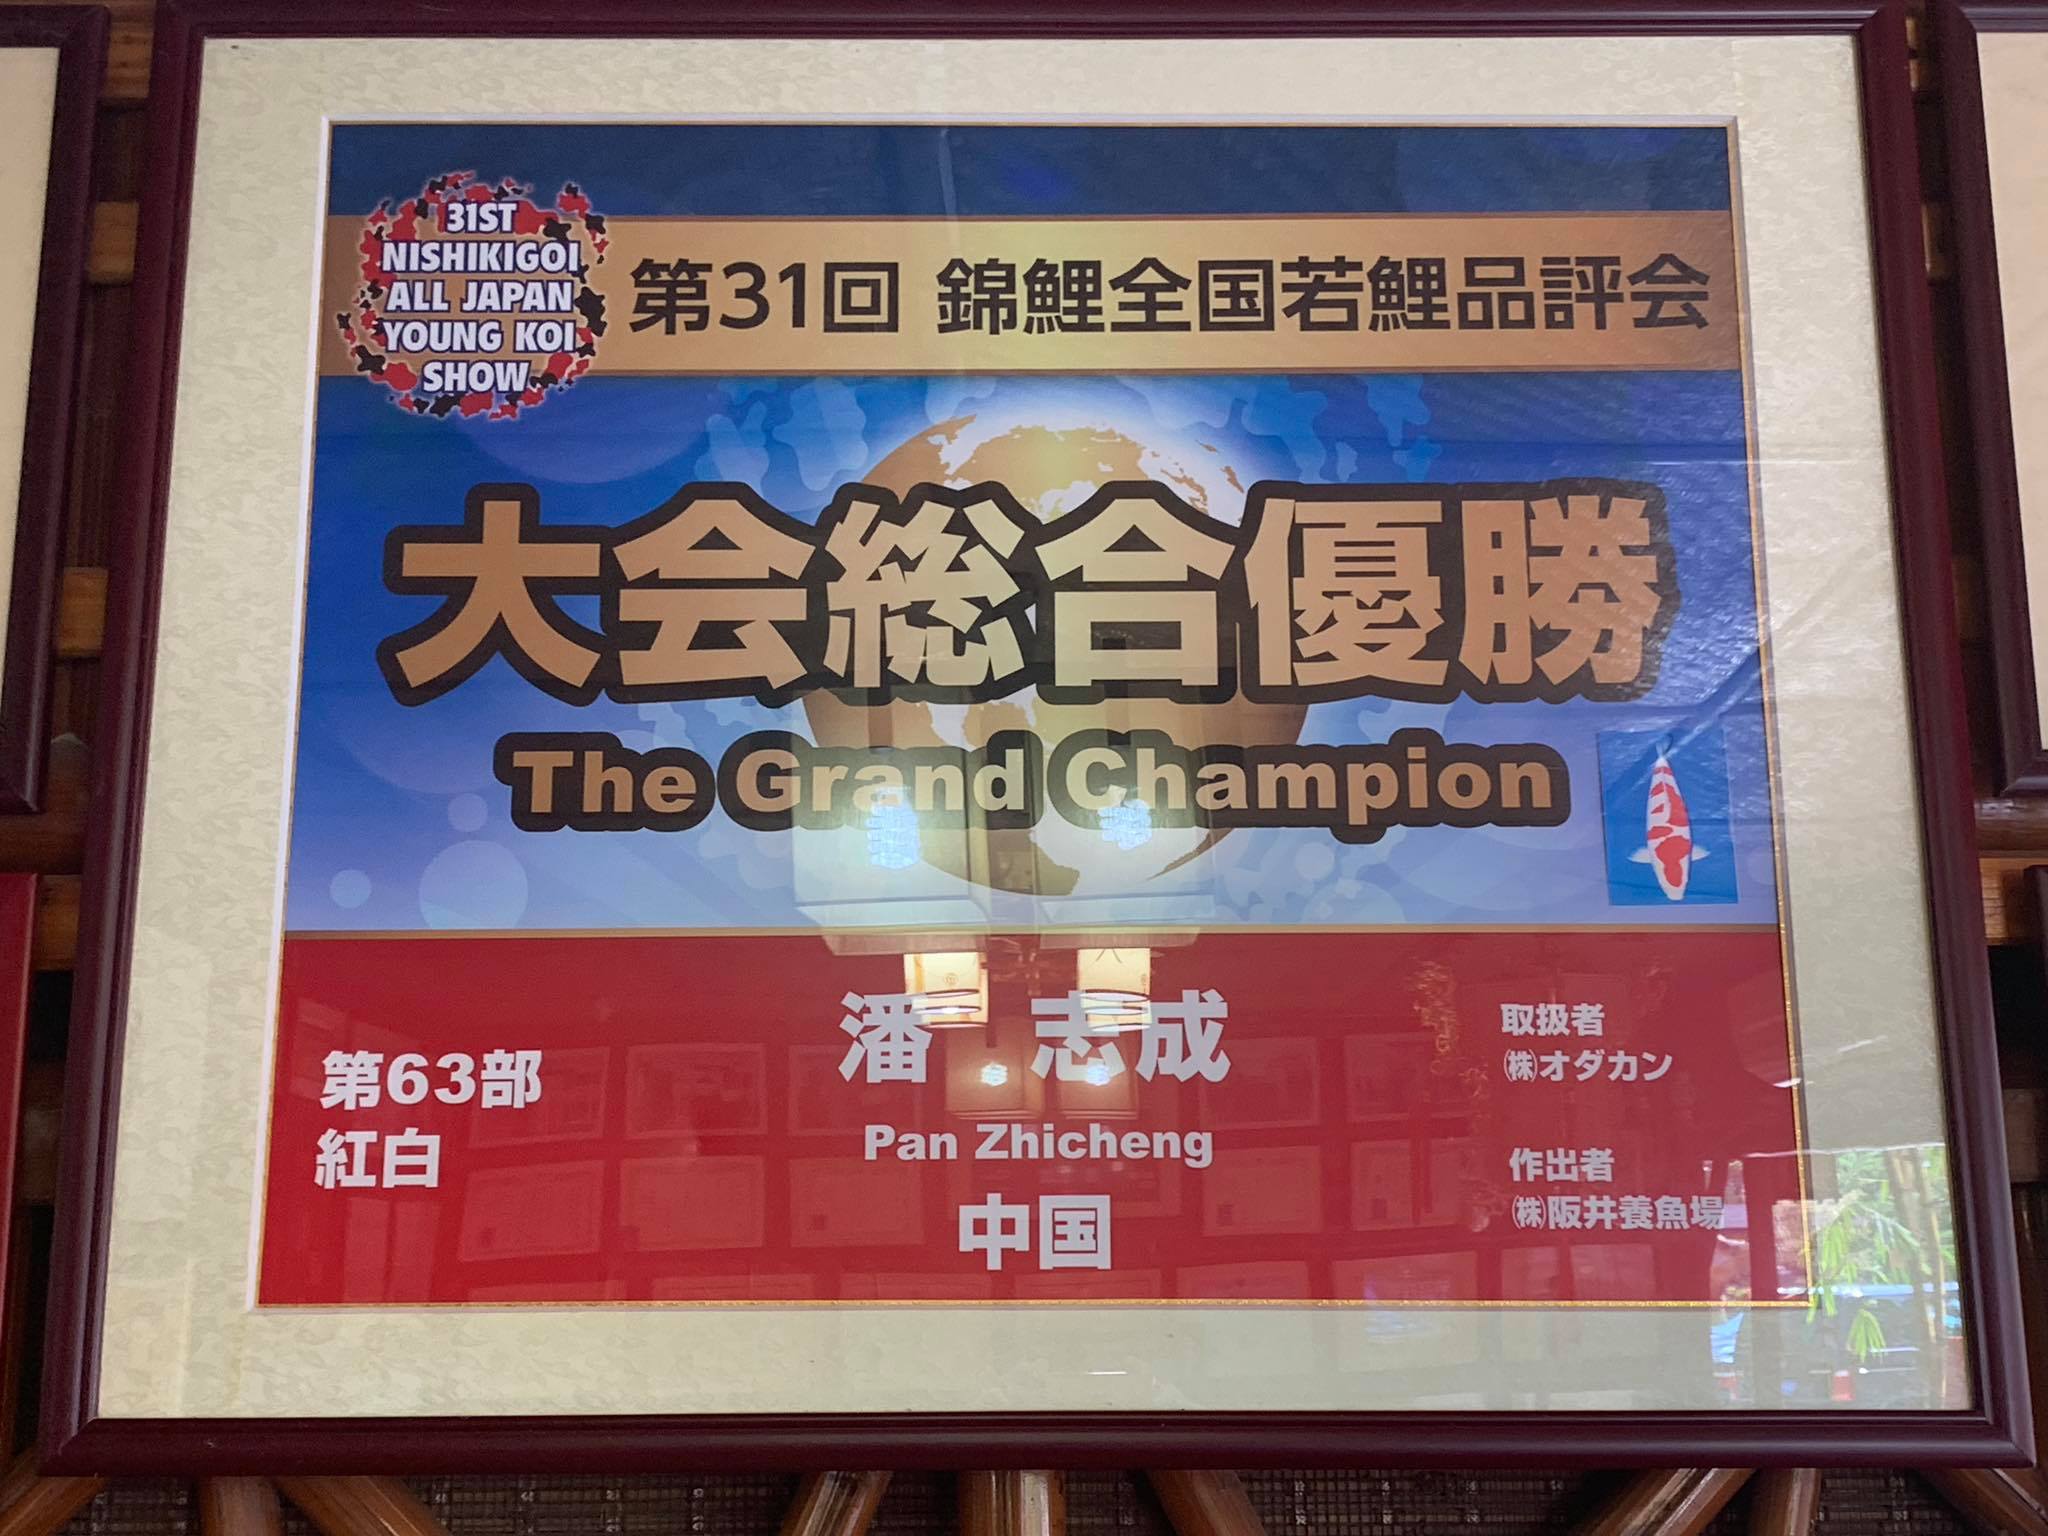 31ST
NISHIKIGOI
ALL JAPAN
YOUNG KOI
SHOW
第31回 錦鯉全国若鯉品評会
大会総合優勝
The Grand Champion
第63部
紅白
潘 志成
Pan Zhicheng
中国
取扱者
㈱オダカン
作出者
㈱阪井養魚場